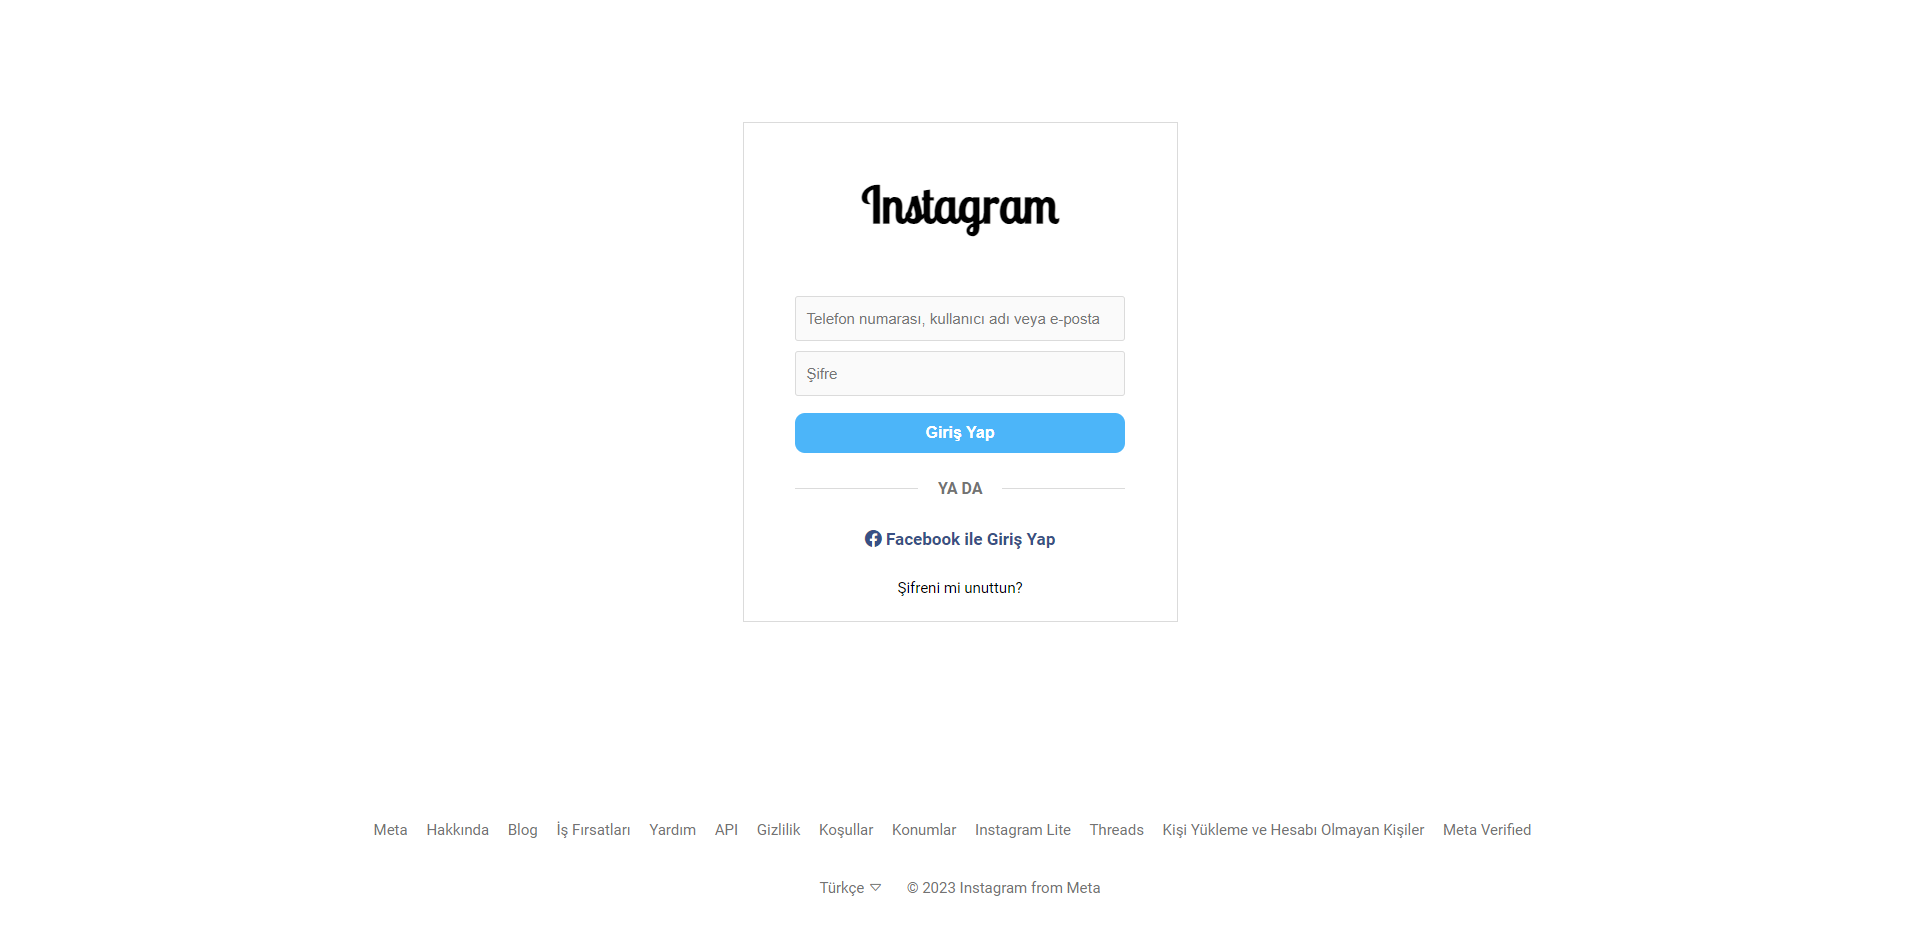 Instagram
Telefon numarası, kullanıcı adı veya e-posta
Şifre
Giriş Yap
YA DA
Facebook ile Giriş Yap
Şifreni mi unuttun?
Meta Hakkında Blog İş Fırsatları Yardım API Gizlilik Koşullar Konumlar Instagram Lite Threads Kişi Yükleme ve Hesabı Olmayan Kişiler Meta Verified
Türkçe © 2023 Instagram from Meta